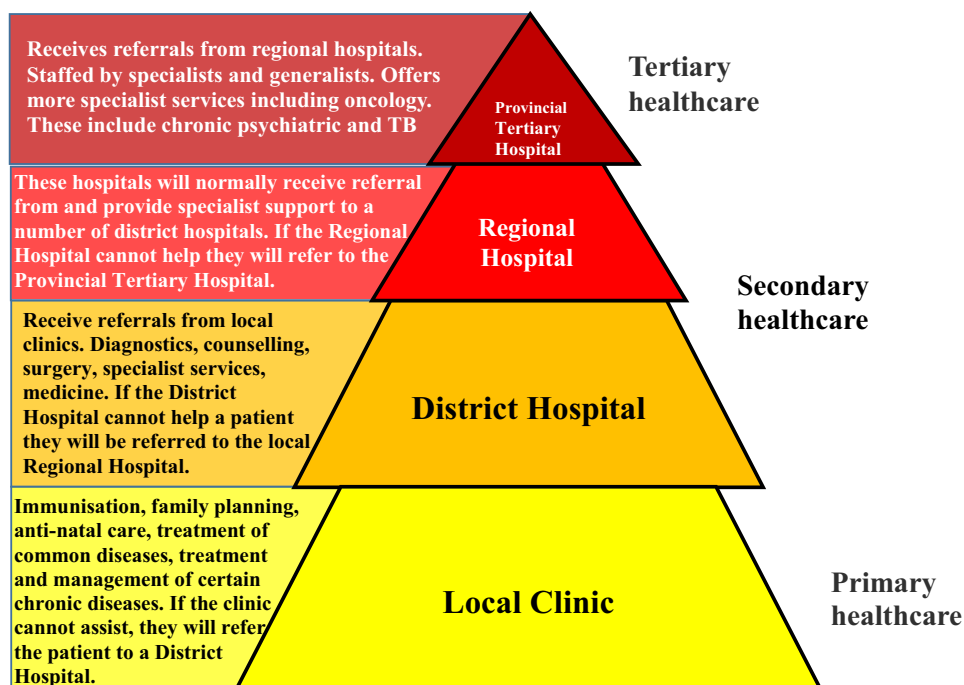 Receives referrals from regional hospitals.
Staffed by specialists and generalists. Offers
more specialist services including oncology.
These include chronic psychiatric and TB
Provincial
Tertiary
Hospital
Tertiary
healthcare
These hospitals will normally receive referral
from and provide specialist support to a
number of district hospitals. If the Regional
Hospital cannot help they will refer to the
Provincial Tertiary Hospital.
Regional
Hospital
Secondary
healthcare
Receive referrals from local
clinics. Diagnostics, counselling,
surgery, specialist services,
medicine. If the District
Hospital cannot help a patient
they will be referred to the local
Regional Hospital.
District Hospital
Immunisation, family planning,
anti-natal care, treatment of
common diseases, treatment
and management of certain
chronic diseases. If the clinic
cannot assist, they will refer
the patient to a District
Hospital.
Local Clinic
Primary
healthcare